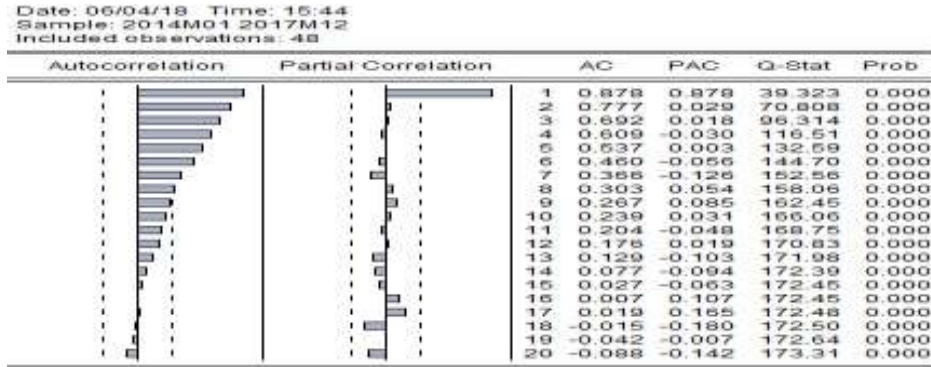 Date: 06/04/18 Time: 15:44
Sample: 2014M01 2017M12
Included observations: 48
Autocorrelation Partial Correlation AC PAC Q-Stat Prob
1 0.878 0.878 39.323 0.000
2 0.777 0.029 70.808 0.000
3 0.692 0.018 96.314 0.000
4 0.609 -0.030 116.51 0.000
5 0.537 0.003 132.59 0.000
6 0.460 -0.056 144.70 0.000
7 0.366 -0.126 152.56 0.000
8 0.303 0.054 158.06 0.000
9 0.267 0.085 162.45 0.000
10 0.239 0.031 166.06 0.000
11 0.204 -0.048 168.75 0.000
12 0.176 0.019 170.83 0.000
13 0.129 -0.103 171.98 0.000
14 0.077 -0.094 172.39 0.000
15 0.027 -0.063 172.45 0.000
16 0.007 0.107 172.45 0.000
17 0.019 0.165 172.48 0.000
18 -0.015 -0.180 172.50 0.000
19 -0.042 -0.007 172.64 0.000
20 -0.088 -0.142 173.31 0.000